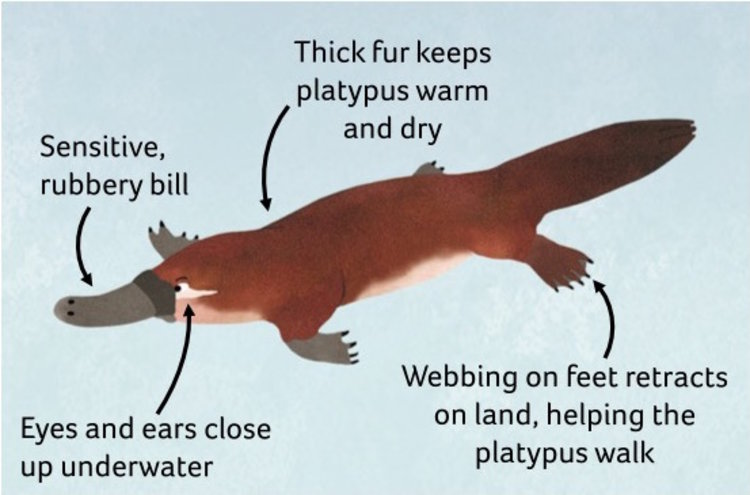 Thick fur keeps
platypus warm
and dry
Sensitive,
rubbery bill
Webbing on feet retracts
on land, helping the
platypus walk
Eyes and ears close
up underwater